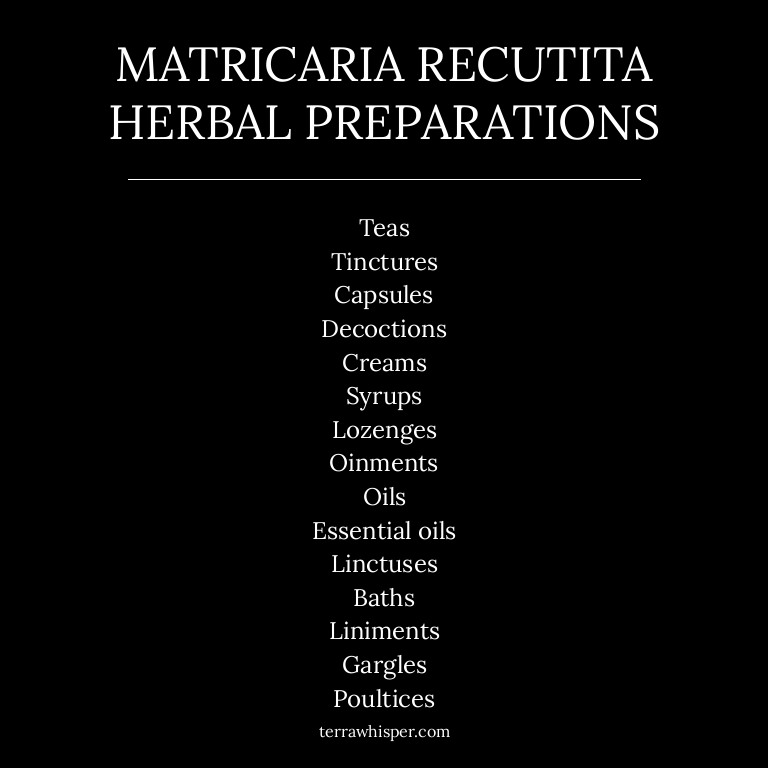 MATRICARIA RECUTITA
HERBAL PREPARATIONS
Teas
Tinctures
Capsules
Decoctions
Creams
Syrups
Lozenges
Oinments
Oils
Essential oils
Linctuses
Baths
Liniments
Gargles
Poultices
terrawhisper.com